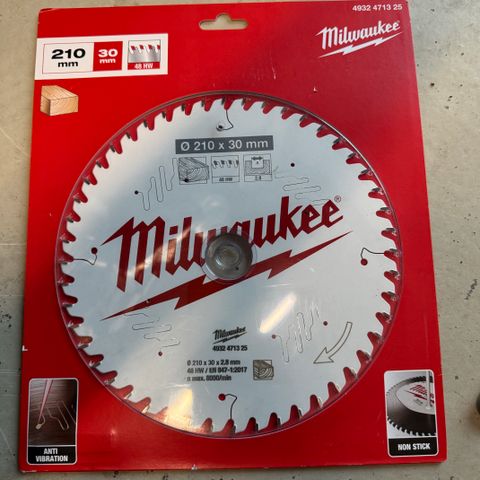 4932 4713 25
Milwaukee
210 mm
30 mm
48 HW
Ø 210 x 30 mm
48 HW
2.8
Milwaukee®
Milwaukee
4932 4713 25
Ø 210 x 30 x 2,8 mm
48 HW / EN 847-1:2017
n max. 8000/min
ANTI
VIBRATION
NON STICK